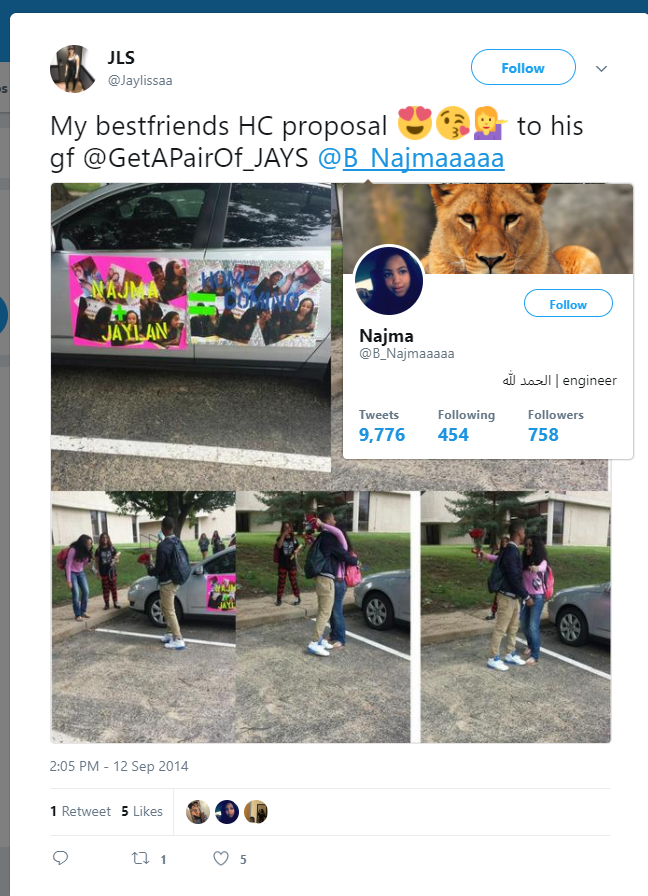 JLS
@Jaylissaa
Follow
My bestfriends HC proposal 😍😘💁 to his
gf @GetAPairOf_JAYS @B_Najmaaaaa
NAJMA
+
JAYLAN
=
HOME
COMING
Follow
Najma
@B_Najmaaaaa
engineer | الحمد لله
Tweets Following Followers
9,776 454 758
2:05 PM - 12 Sep 2014
1 Retweet 5 Likes
1 5